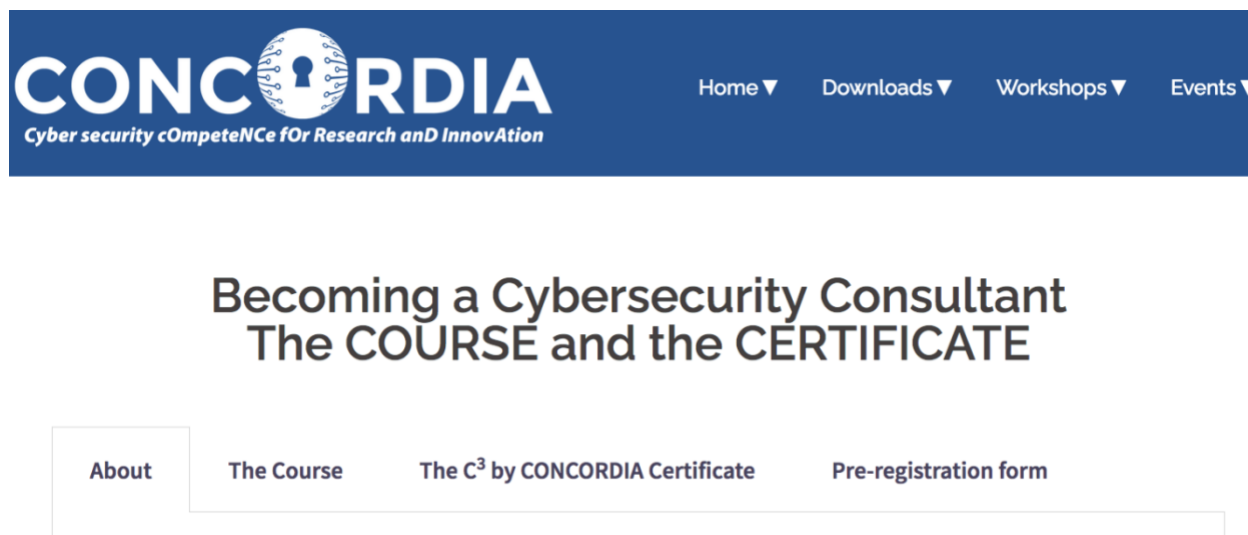 CONCORDIA
Cyber security cOmpeteNCe fOr Research anD InnovAtion
Home ▼ Downloads ▼ Workshops ▼ Events ▼
Becoming a Cybersecurity Consultant
The COURSE and the CERTIFICATE
About The Course The C³ by CONCORDIA Certificate Pre-registration form